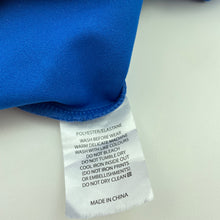 POLYESTER/ELASTANE
WASH BEFORE WEAR
WARM DELICATE MACHINE
WASH WITH LIKE COLOURS
DO NOT BLEACH
DO NOT TUMBLE DRY
COOL IRON INSIDE OUT
(DO NOT IRON PRINTS
OR EMBELLISHMENTS)
DO NOT DRY CLEAN
MADE IN
CHINA